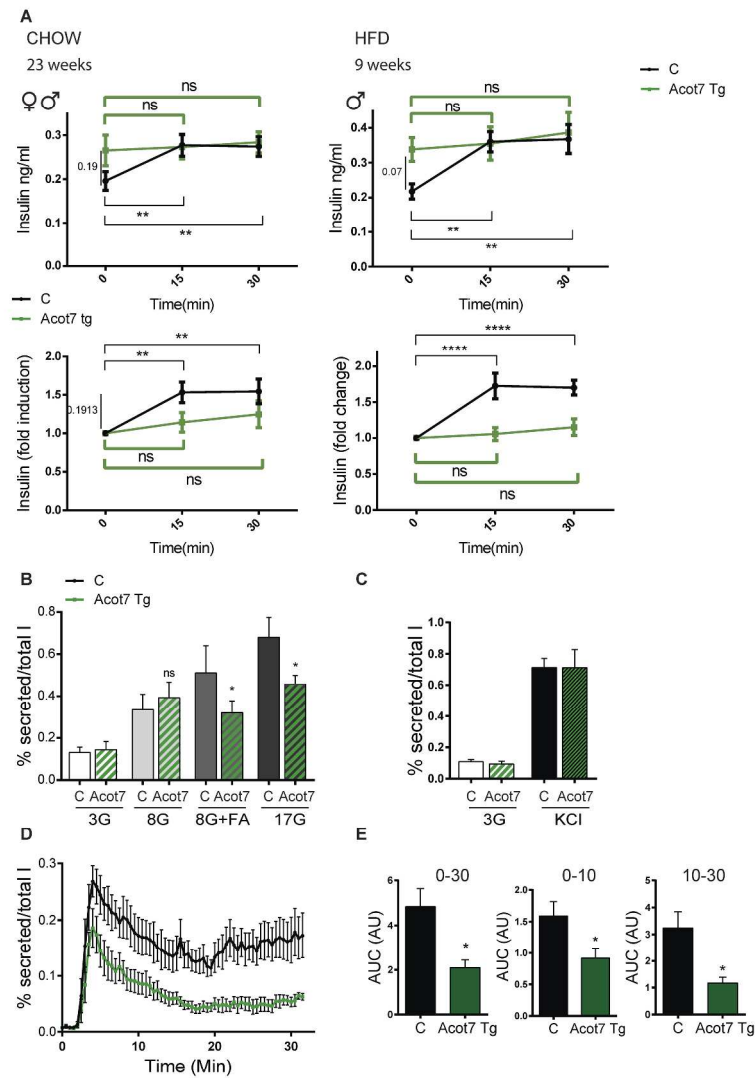 A
CHOW
23 weeks
HFD
9 weeks
C
Acot7 Tg
♀♂
ns
ns
0.19
**
**
Insulin ng/ml
0.3
0.2
0.1
0.0
0
15
30
Time(min)
♂
ns
ns
0.07
**
**
Insulin ng/ml
0.4
0.3
0.2
0.1
0.0
0
15
30
Time(min)
C
Acot7 tg
**
**
0.1913
ns
ns
Insulin (fold induction)
2.0
1.5
1.0
0.5
0.0
0
15
30
Time(min)
****
****
ns
ns
Insulin (fold change)
2.0
1.5
1.0
0.5
0.0
0
15
30
Time(min)
B
C
Acot7 Tg
% secreted/total I
0.8
0.6
0.4
0.2
0.0
ns
*
*
C Acot7 C Acot7 C Acot7 C Acot7
3G 8G 8G+FA 17G
C
% secreted/total I
1.0
0.8
0.6
0.4
0.2
0.0
C Acot7 C Acot7
3G KCl
D
% secreted/total I
0.3
0.2
0.1
0.0
0 10 20 30
Time (Min)
E
0-30
AUC (AU)
6
4
2
0
*
C Acot7 Tg
0-10
AUC (AU)
2.0
1.5
1.0
0.5
0.0
*
C Acot7 Tg
10-30
AUC (AU)
5
4
3
2
1
0
*
C Acot7 Tg